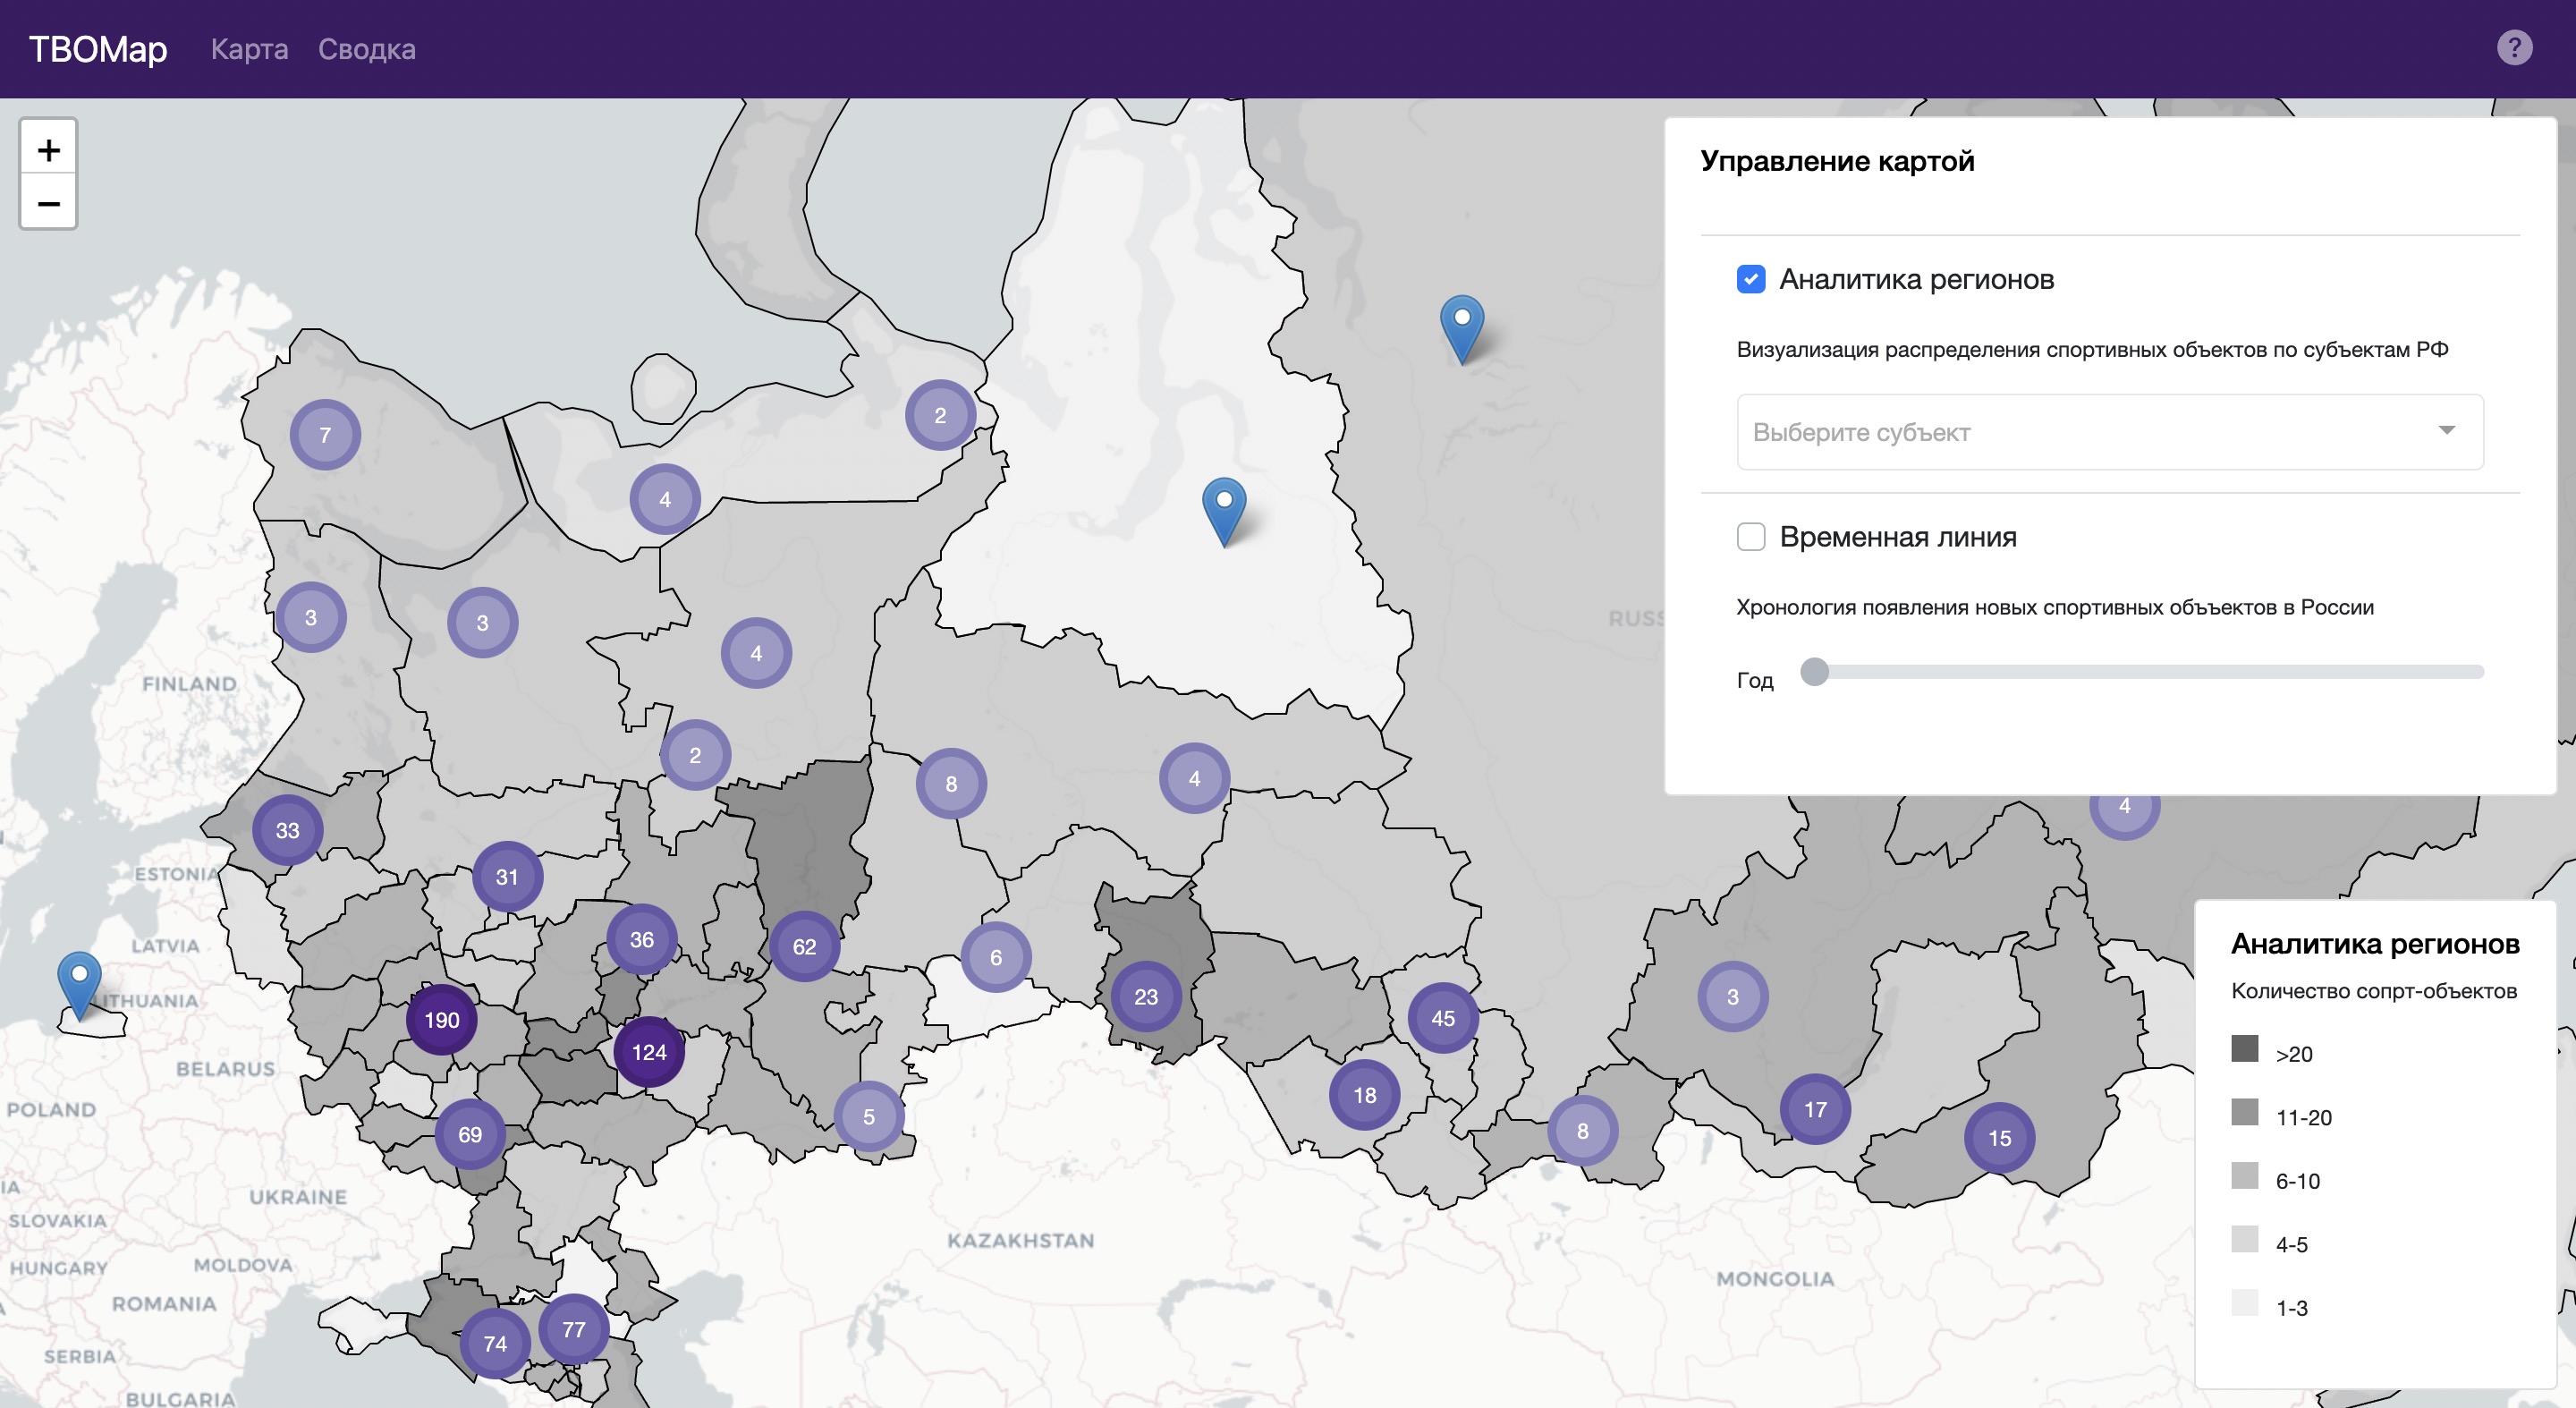 ТВОМар
Карта
Сводка
?
+
−
Управление картой
Аналитика регионов
Визуализация распределения спортивных объектов по субъектам РФ
Выберите субъект
Временная линия
Хронология появления новых спортивных объъектов в России
Год
7
2
4
3
3
4
2
8
4
4
33
31
36
62
6
23
45
3
190
124
18
17
15
69
5
8
74
77
RUSS
FINLAND
ESTONIA
LATVIA
LITHUANIA
BELARUS
POLAND
UKRAINE
IA
SLOVAKIA
HUNGARY
MOLDOVA
ROMANIA
SERBIA
BULGARIA
KAZAKHSTAN
MONGOLIA
Аналитика регионов
Количество сопрт-объектов
>20
11-20
6-10
4-5
1-3